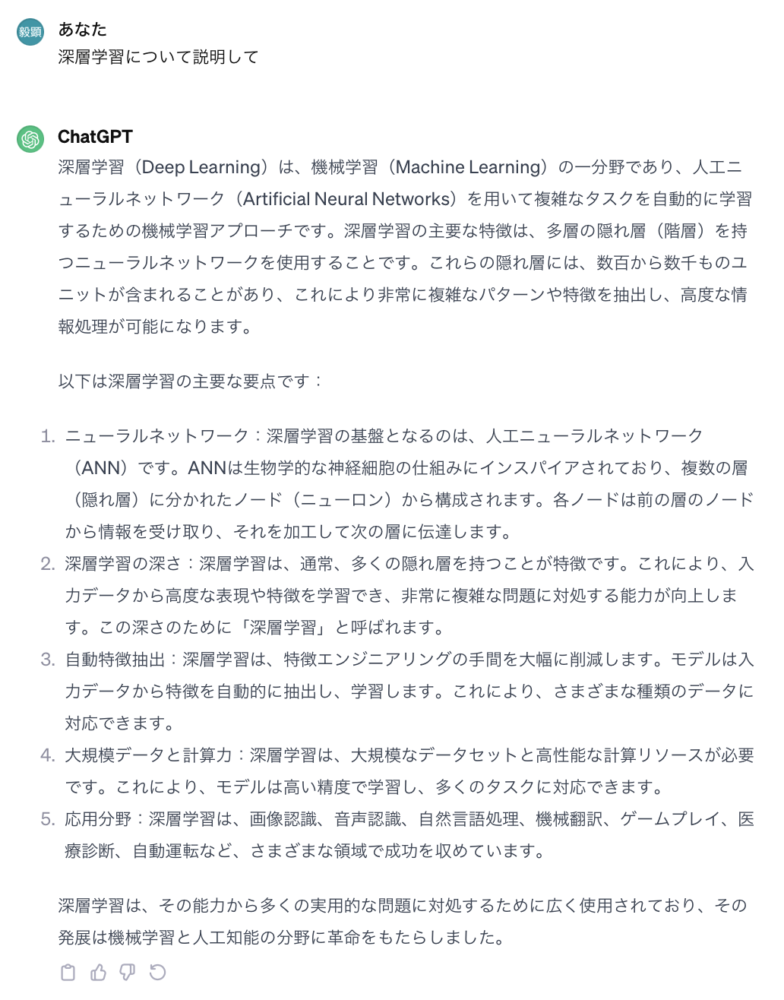 毅顕
あなた
深層学習について説明して
ChatGPT
深層学習（Deep Learning）は、機械学習（Machine Learning）の一分野であり、人工ニ
ューラルネットワーク（Artificial Neural Networks）を用いて複雑なタスクを自動的に学習
するための機械学習アプローチです。深層学習の主要な特徴は、多層の隠れ層（階層）を持
つニューラルネットワークを使用することです。これらの隠れ層には、数百から数千ものユ
ニットが含まれることがあり、これにより非常に複雑なパターンや特徴を抽出し、高度な情
報処理が可能になります。
以下は深層学習の主要な要点です：
1. ニューラルネットワーク：深層学習の基盤となるのは、人工ニューラルネットワーク
（ANN）です。ANNは生物学的な神経細胞の仕組みにインスパイアされており、複数の層
（隠れ層）に分かれたノード（ニューロン）から構成されます。各ノードは前の層のノード
から情報を受け取り、それを加工して次の層に伝達します。
2. 深層学習の深さ：深層学習は、通常、多くの隠れ層を持つことが特徴です。これにより、入
力データから高度な表現や特徴を学習でき、非常に複雑な問題に対処する能力が向上しま
す。この深さのために「深層学習」と呼ばれます。
3. 自動特徴抽出：深層学習は、特徴エンジニアリングの手間を大幅に削減します。モデルは入
力データから特徴を自動的に抽出し、学習します。これにより、さまざまな種類のデータに
対応できます。
4. 大規模データと計算力：深層学習は、大規模なデータセットと高性能な計算リソースが必要
です。これにより、モデルは高い精度で学習し、多くのタスクに対応できます。
5. 応用分野：深層学習は、画像認識、音声認識、自然言語処理、機械翻訳、ゲームプレイ、医
療診断、自動運転など、さまざまな領域で成功を収めています。
深層学習は、その能力から多くの実用的な問題に対処するために広く使用されており、その
発展は機械学習と人工知能の分野に革命をもたらしました。